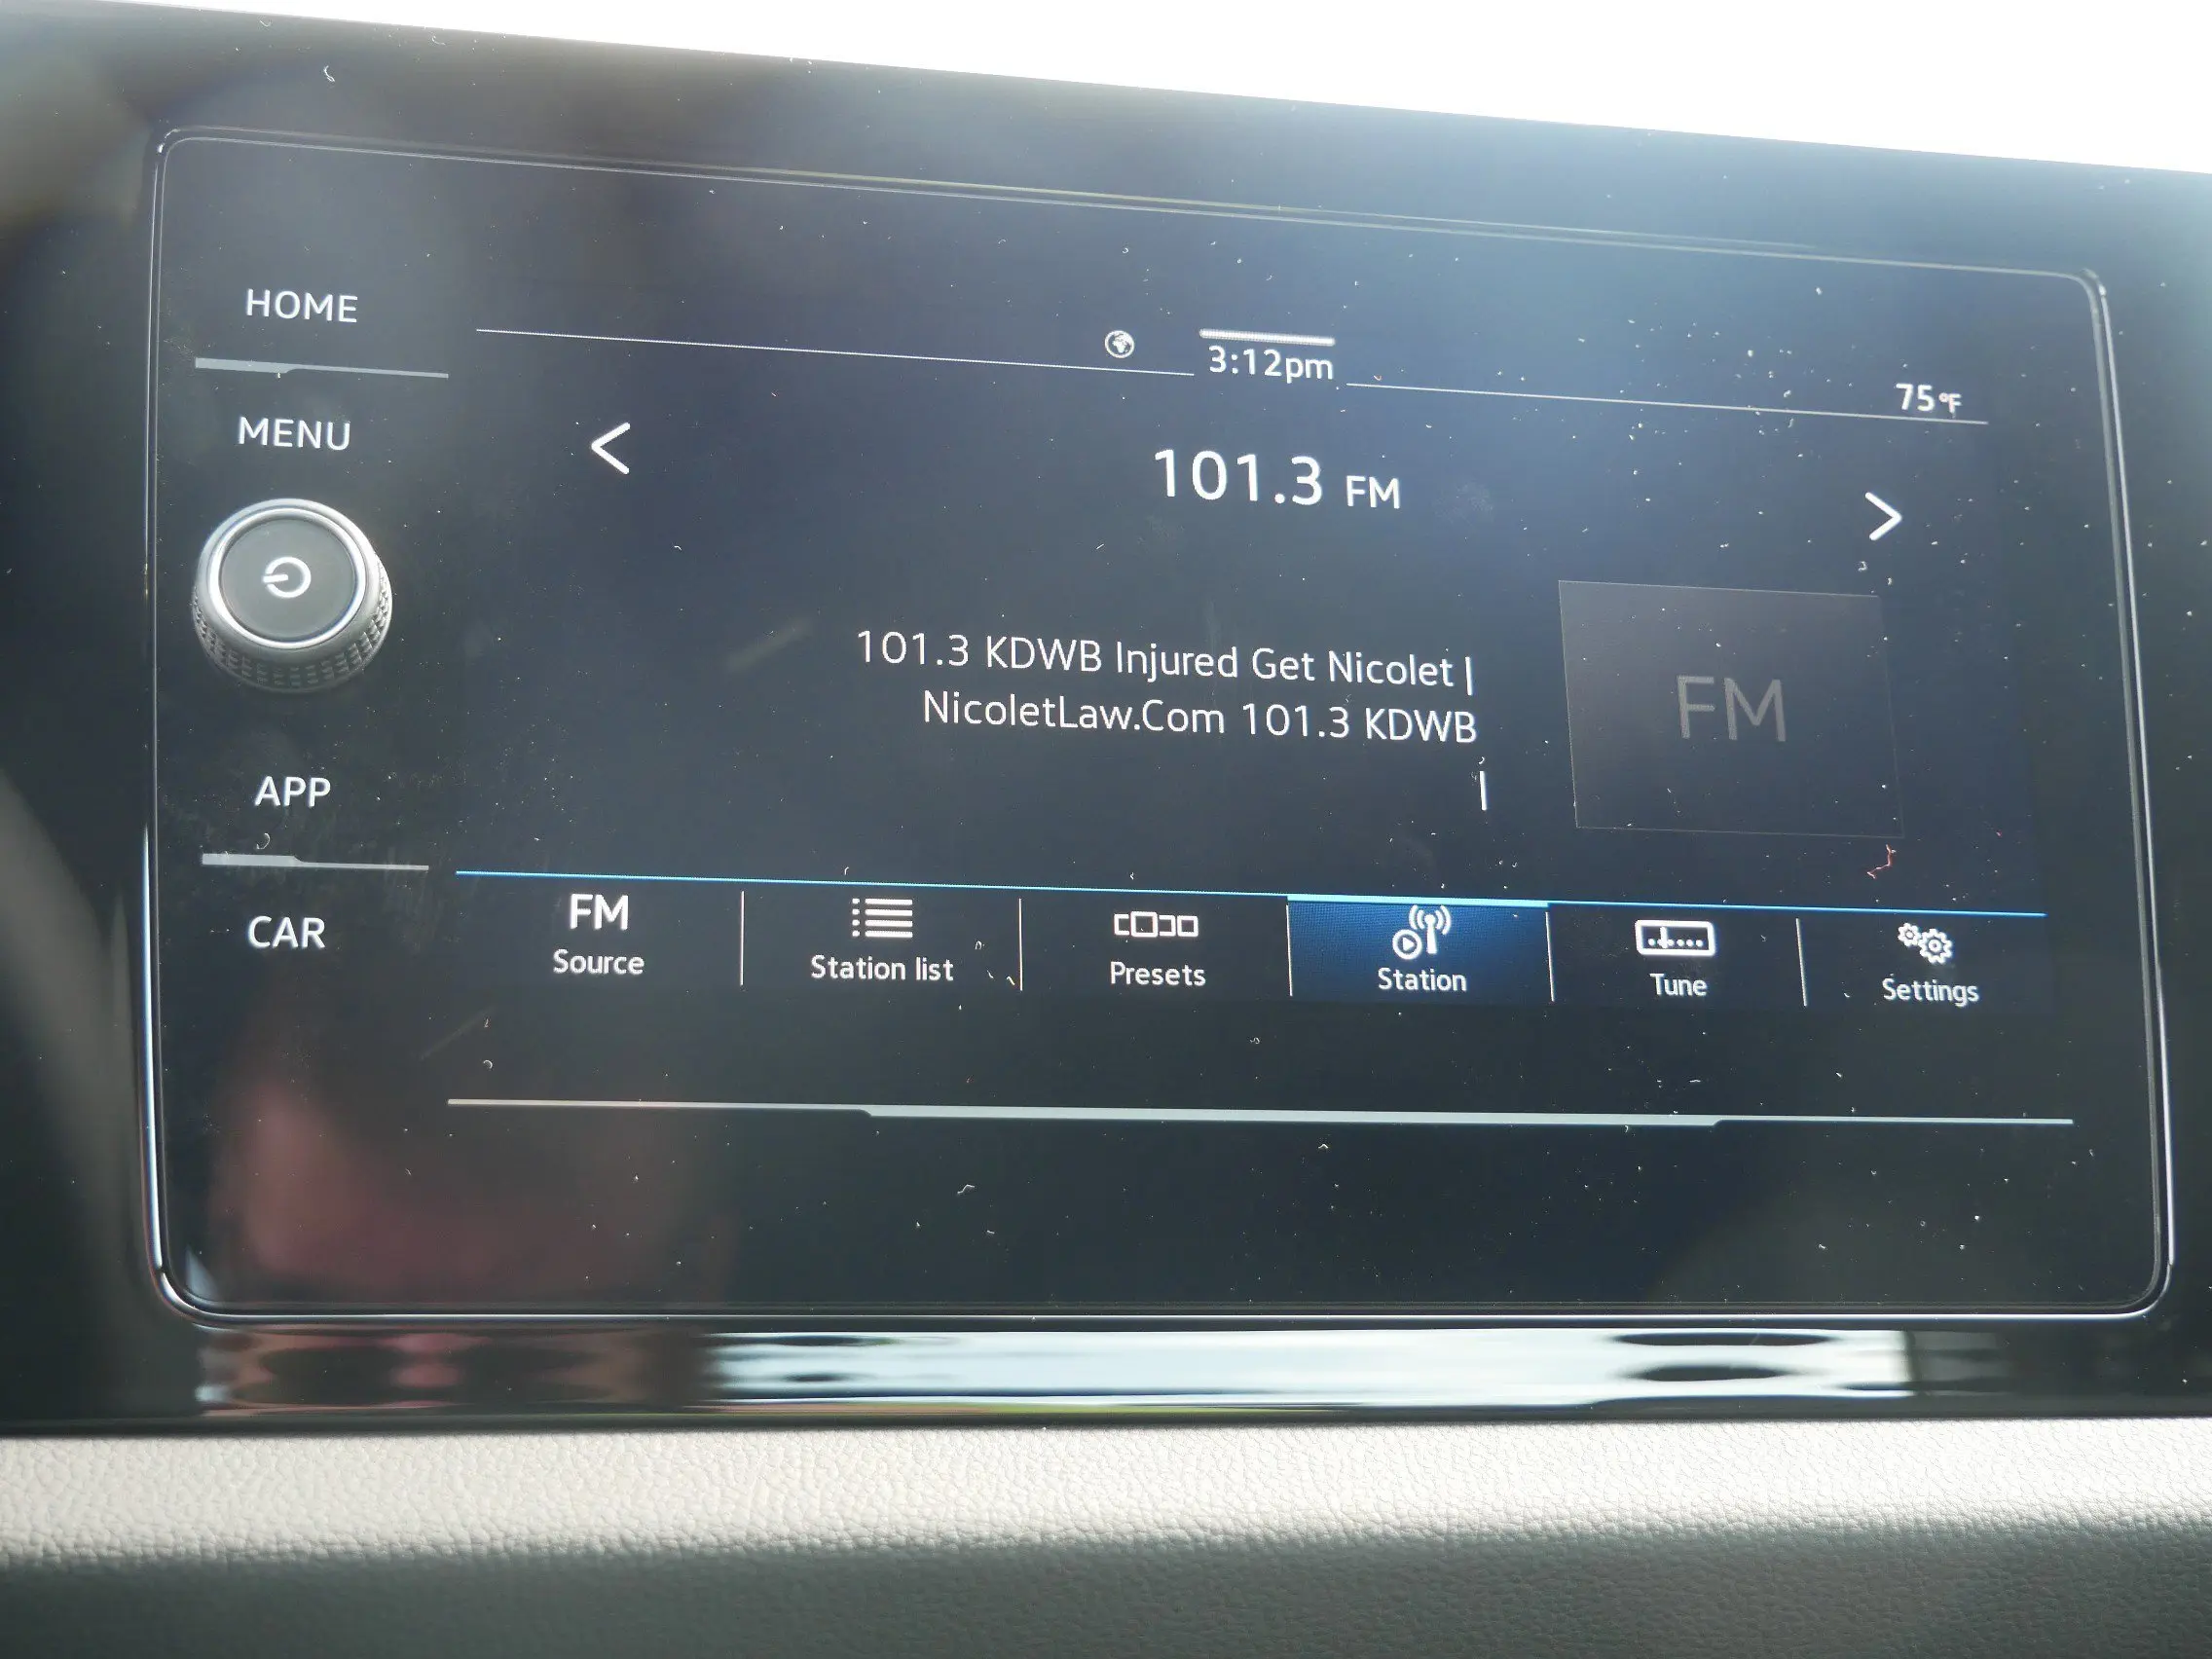 HOME
3:12pm
75°F
MENU
101.3 FM
101.3 KDWB Injured Get Nicolet |
NicoletLaw.Com 101.3 KDWB
|
FM
APP
CAR
FM
Source
Station list
Presets
Station
Tune
Settings